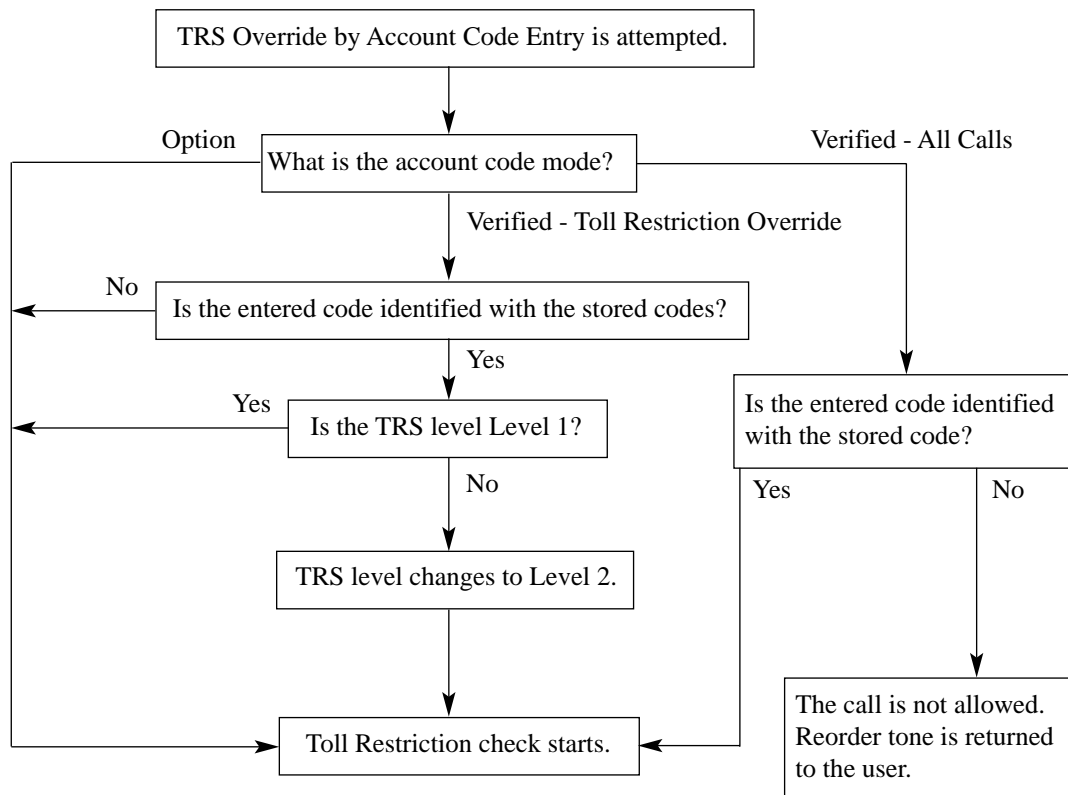 TRS Override by Account Code Entry is attempted.
Option
Verified - All Calls
What is the account code mode?
Verified - Toll Restriction Override
No
Is the entered code identified with the stored codes?
Yes
Yes
Is the TRS level Level 1?
Is the entered code identified
with the stored code?
No
Yes
No
TRS level changes to Level 2.
The call is not allowed.
Reorder tone is returned
to the user.
Toll Restriction check starts.